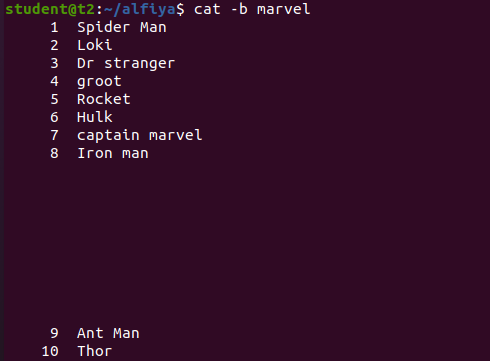 student@t2:~/alfiya$ cat -b marvel
1 Spider Man
2 Loki
3 Dr stranger
4 groot
5 Rocket
6 Hulk
7 captain marvel
8 Iron man
9 Ant Man
10 Thor